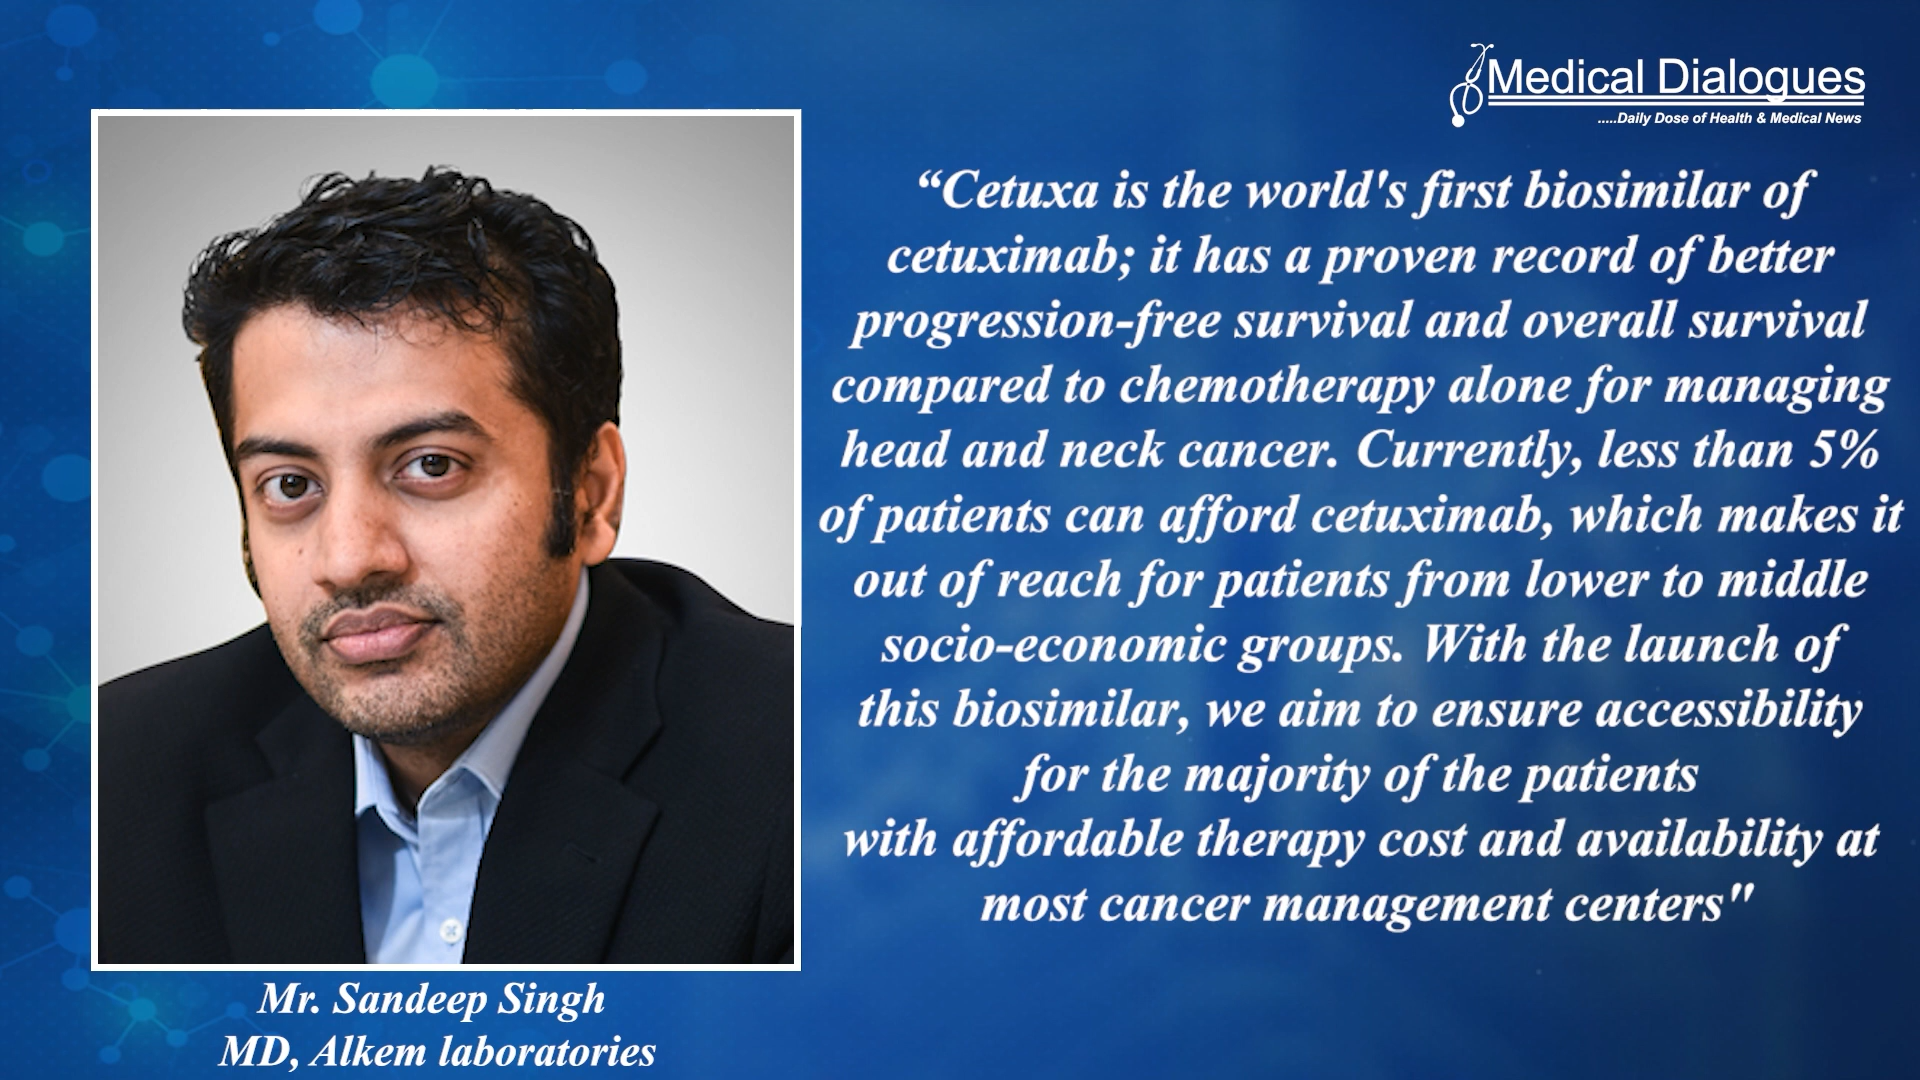 Medical Dialogues
.....Daily Dose of Health & Medical News
“Cetuxa is the world's first biosimilar of
cetuximab; it has a proven record of better
progression-free survival and overall survival
compared to chemotherapy alone for managing
head and neck cancer. Currently, less than 5%
of patients can afford cetuximab, which makes it
out of reach for patients from lower to middle
socio-economic groups. With the launch of
this biosimilar, we aim to ensure accessibility
for the majority of the patients
with affordable therapy cost and availability at
most cancer management centers"
Mr. Sandeep Singh
MD, Alkem laboratories